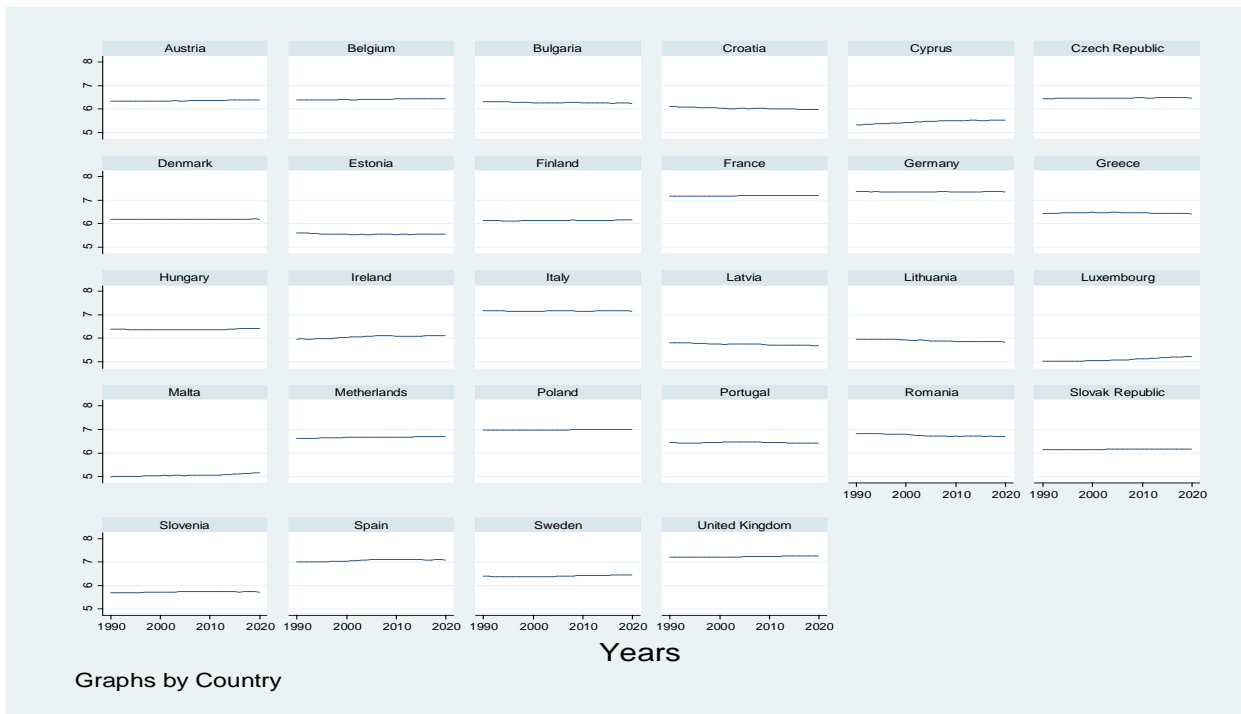 Austria Belgium Bulgaria Croatia Cyprus Czech Republic
8
7
6
5
Denmark Estonia Finland France Germany Greece
8
7
6
5
Hungary Ireland Italy Latvia Lithuania Luxembourg
8
7
6
5
Malta Metherlands Poland Portugal Romania Slovak Republic
8
7
6
5
1990 2000 2010 2020 1990 2000 2010 2020
Slovenia Spain Sweden United Kingdom
8
7
6
5
1990 2000 2010 2020 1990 2000 2010 2020 1990 2000 2010 2020 1990 2000 2010 2020
Years
Graphs by Country